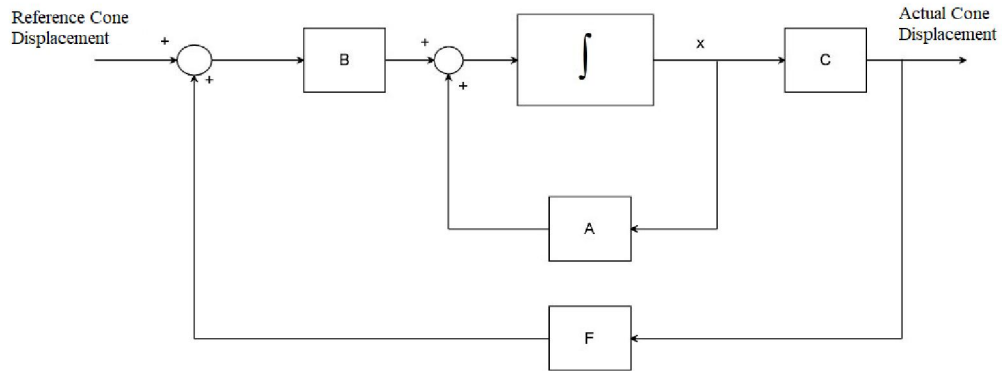 Reference Cone
Displacement
+
+
B
+
+
∫
x
C
Actual Cone
Displacement
A
F